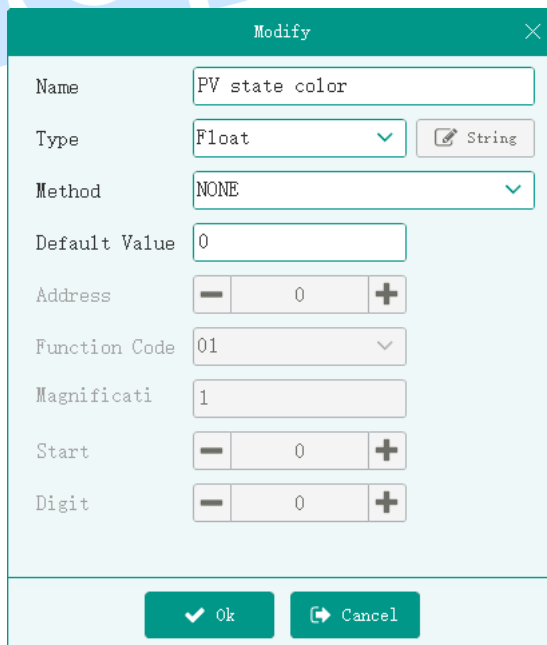 Modify
Name PV state color
Type Float String
Method NONE
Default Value 0
Address 0
Function Code 01
Magnificati 1
Start 0
Digit 0
Ok Cancel